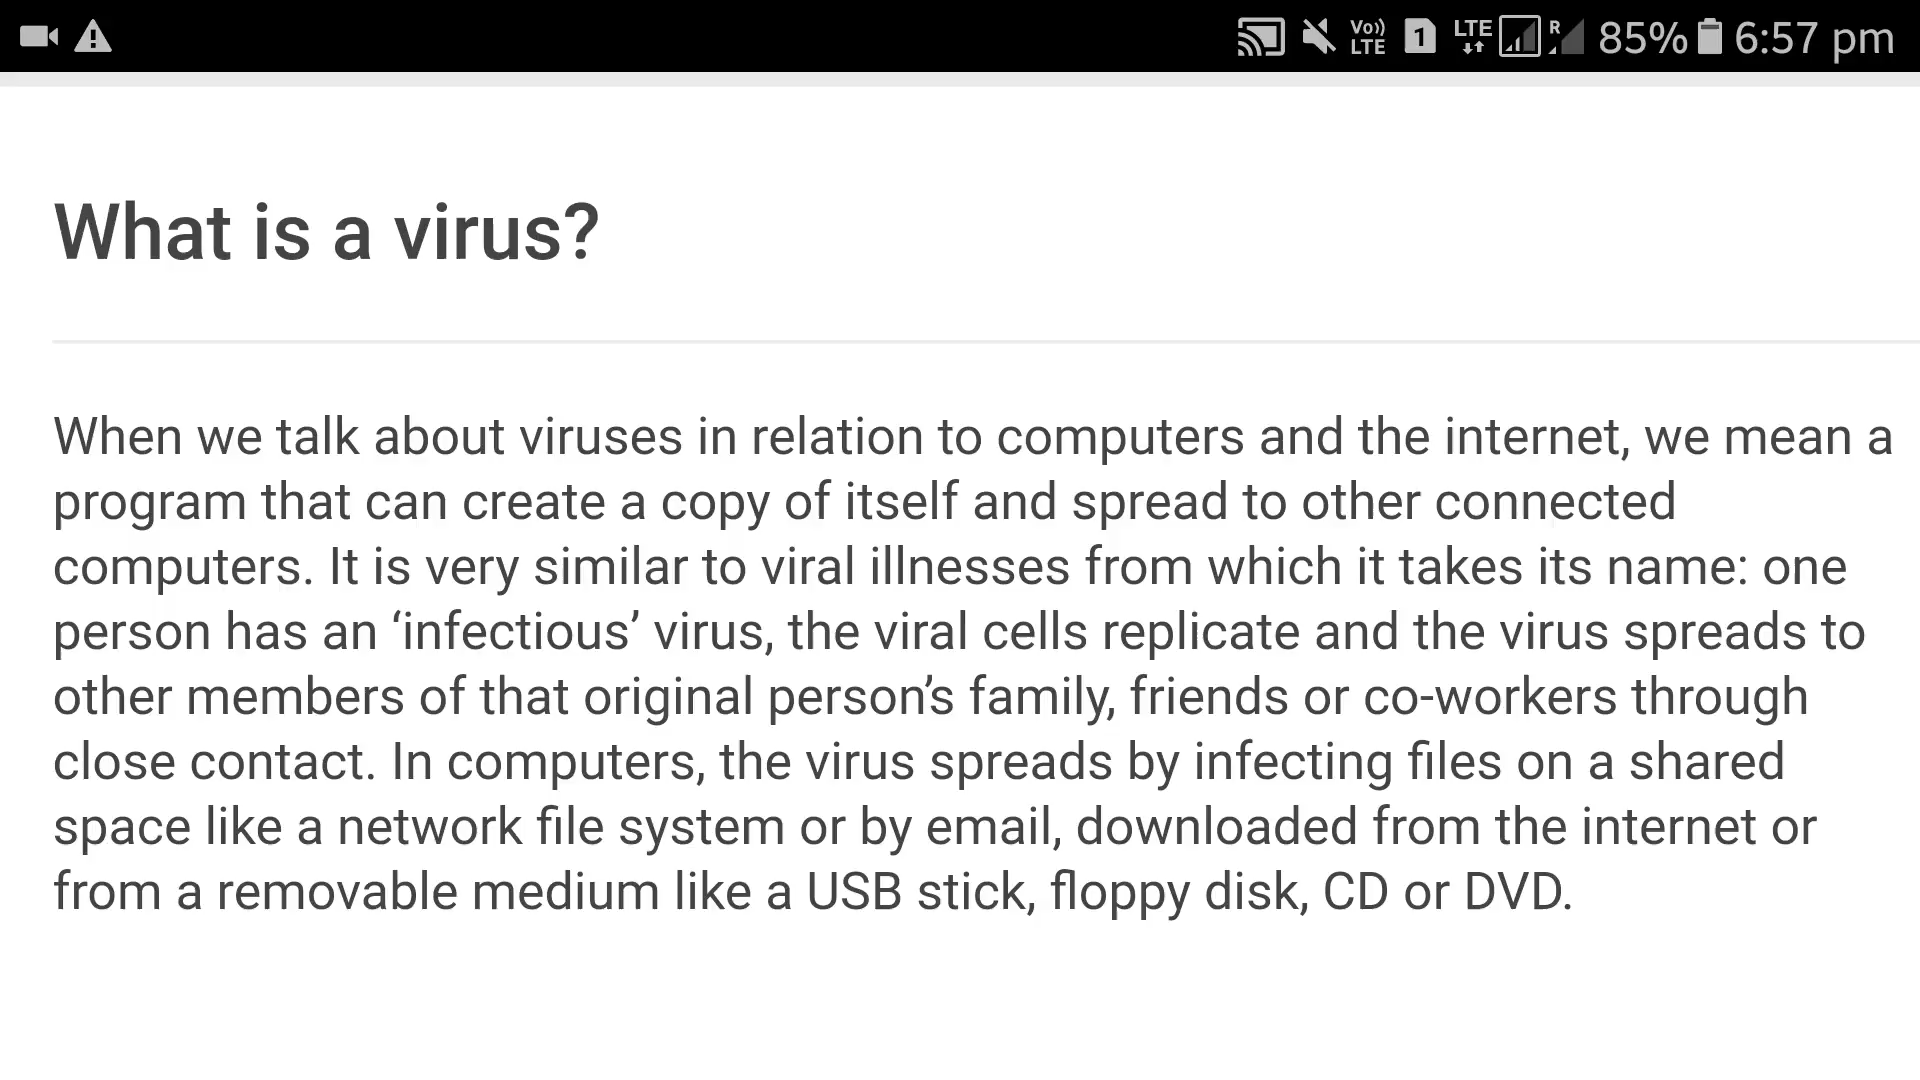 Vo)) LTE 1 LTE R 85% 6:57 pm
What is a virus?
When we talk about viruses in relation to computers and the internet, we mean a
program that can create a copy of itself and spread to other connected
computers. It is very similar to viral illnesses from which it takes its name: one
person has an ‘infectious’ virus, the viral cells replicate and the virus spreads to
other members of that original person’s family, friends or co-workers through
close contact. In computers, the virus spreads by infecting files on a shared
space like a network file system or by email, downloaded from the internet or
from a removable medium like a USB stick, floppy disk, CD or DVD.